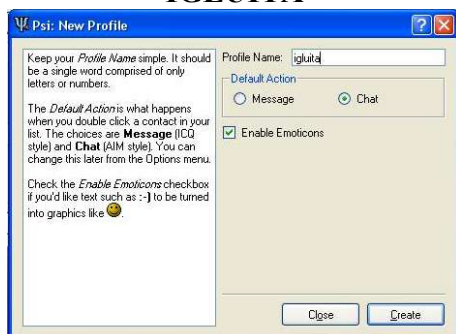 IGLUITA
Psi: New Profile
Keep your Profile Name simple. It should
be a single word comprised of only
letters or numbers.
The Default Action is what happens
when you double click a contact in your
list. The choices are Message (ICQ
style) and Chat (AIM style). You can
change this later from the Options menu.
Check the Enable Emoticons checkbox
if you'd like text such as :-) to be turned
into graphics like
Profile Name: igluita
Default Action
Message Chat
Enable Emoticons
Close Create